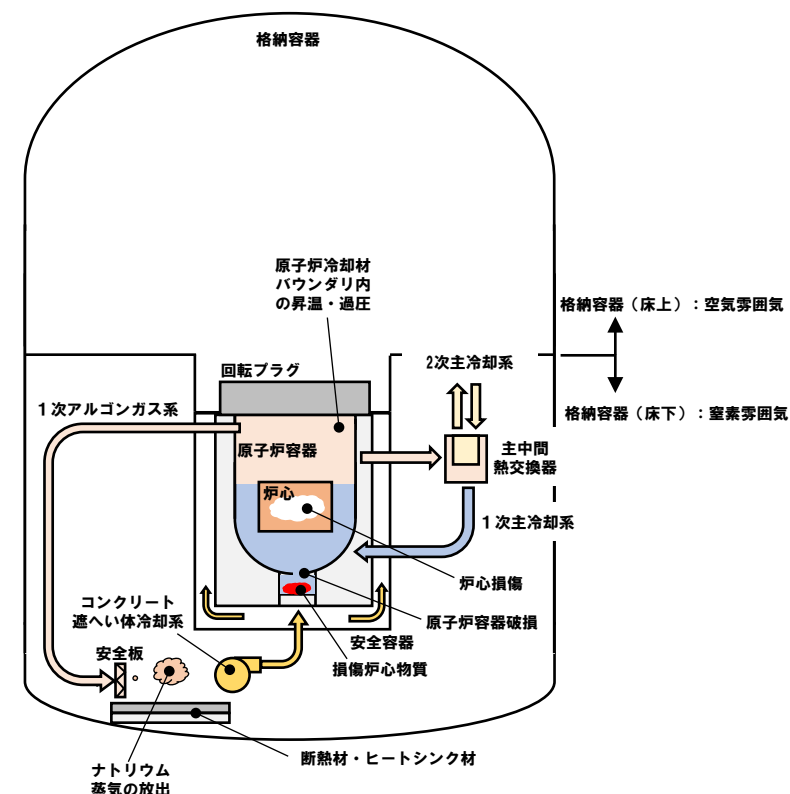 格納容器
原子炉冷却材
バウンダリ内
の昇温・過圧
格納容器（床上）：空気雰囲気
回転プラグ
2次主冷却系
１次アルゴンガス系
格納容器（床下）：窒素雰囲気
原子炉容器
主中間
熱交換器
炉心
１次主冷却系
炉心損傷
コンクリート
遮へい体冷却系
原子炉容器破損
安全容器
安全板
損傷炉心物質
断熱材・ヒートシンク材
ナトリウム
蒸気の放出